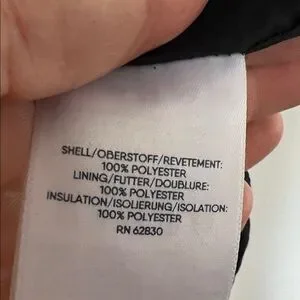 SHELL/OBERSTOFF/REVETEMENT:
100% POLYESTER
LINING/FUTTER/DOUBLURE:
100% POLYESTER
INSULATION/ISOLIERUNG/ISOLATION:
100% POLYESTER
RN 62830